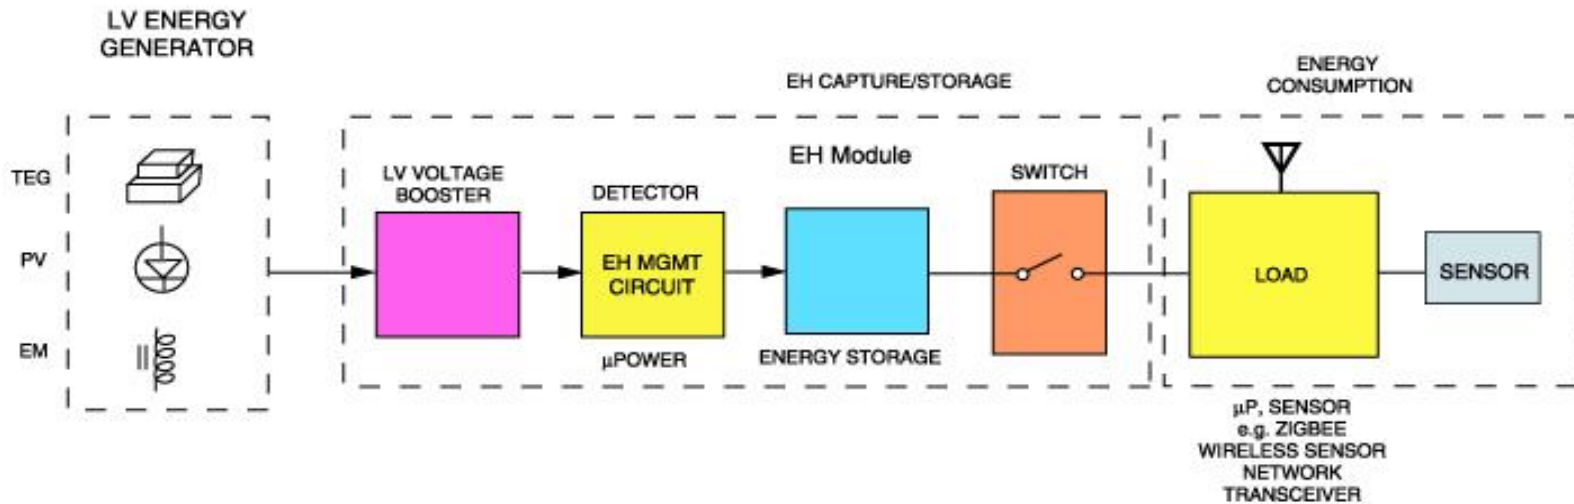 LV ENERGY
GENERATOR
TEG
PV
EM
EH CAPTURE/STORAGE
EH Module
LV VOLTAGE
BOOSTER
DETECTOR
EH MGMT
CIRCUIT
µPOWER
ENERGY STORAGE
SWITCH
ENERGY
CONSUMPTION
LOAD
SENSOR
µP, SENSOR
e.g. ZIGBEE
WIRELESS SENSOR
NETWORK
TRANSCEIVER